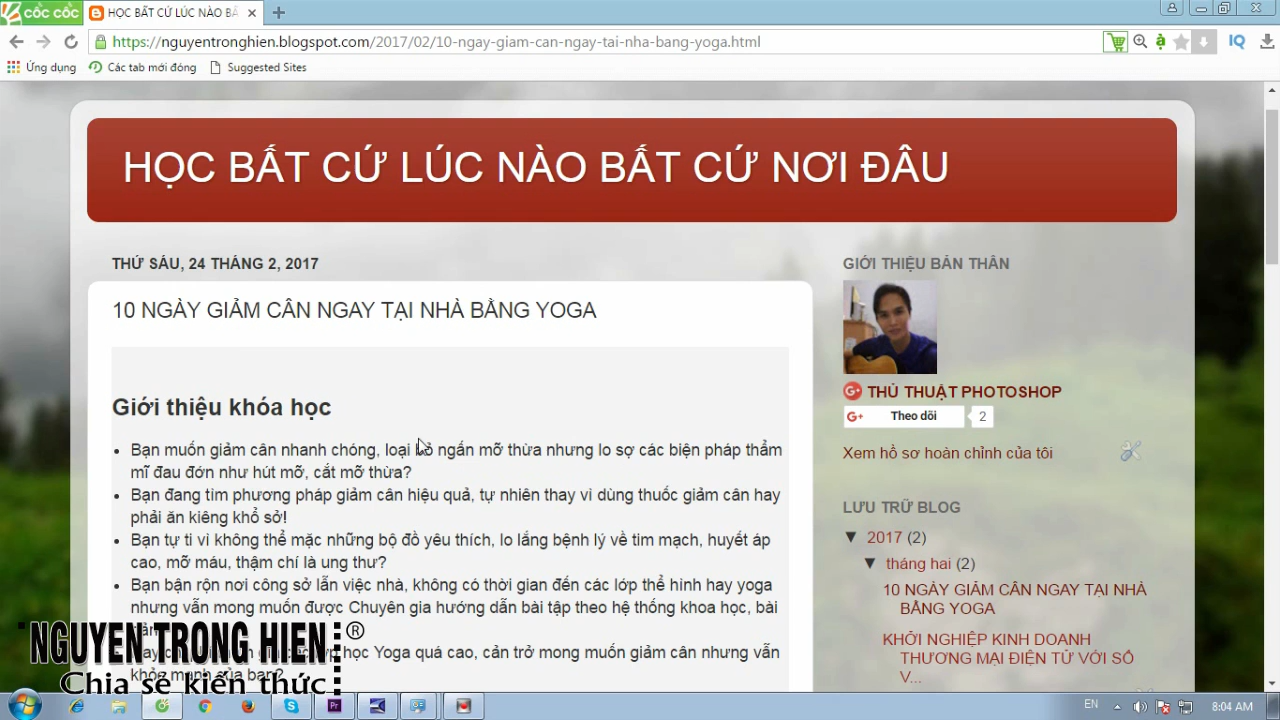 CỐC CỐC
HỌC BẤT CỨ LÚC NÀO BẤ
https://nguyentronghien.blogspot.com/2017/02/10-ngay-giam-can-ngay-tai-nha-bang-yoga.html
IQ
Ứng dụng
Các tab mới đóng
Suggested Sites
HỌC BẤT CỨ LÚC NÀO BẤT CỨ NƠI ĐÂU
THỨ SÁU, 24 THÁNG 2, 2017
10 NGÀY GIẢM CÂN NGAY TẠI NHÀ BẰNG YOGA
Giới thiệu khóa học
Bạn muốn giảm cân nhanh chóng, loại bỏ ngấn mỡ thừa nhưng lo sợ các biện pháp thẩm
mĩ đau đớn như hút mỡ, cắt mỡ thừa?
Bạn đang tìm phương pháp giảm cân hiệu quả, tự nhiên thay vì dùng thuốc giảm cân hay
phải ăn kiêng khổ sở!
Bạn tự ti vì không thể mặc những bộ đồ yêu thích, lo lắng bệnh lý về tim mạch, huyết áp
cao, mỡ máu, thậm chí là ung thư?
Bạn bận rộn nơi công sở lẫn việc nhà, không có thời gian đến các lớp thể hình hay yoga
nhưng vẫn mong muốn được Chuyên gia hướng dẫn bài tập theo hệ thống khoa học, bài
học Yoga quá cao, cản trở mong muốn giảm cân nhưng vẫn
khỏe mạnh của bạn?
NGUYEN TRONG HIEN ®
Chia sẻ kiến thức
GIỚI THIỆU BẢN THÂN
G+ THỦ THUẬT PHOTOSHOP
G+ Theo dõi 2
Xem hồ sơ hoàn chỉnh của tôi
LƯU TRỮ BLOG
▼ 2017 (2)
▼ tháng hai (2)
10 NGÀY GIẢM CÂN NGAY TẠI NHÀ
BẰNG YOGA
KHỞI NGHIỆP KINH DOANH
THƯƠNG MẠI ĐIỆN TỬ VỚI SỐ
V...
EN
8:04 AM